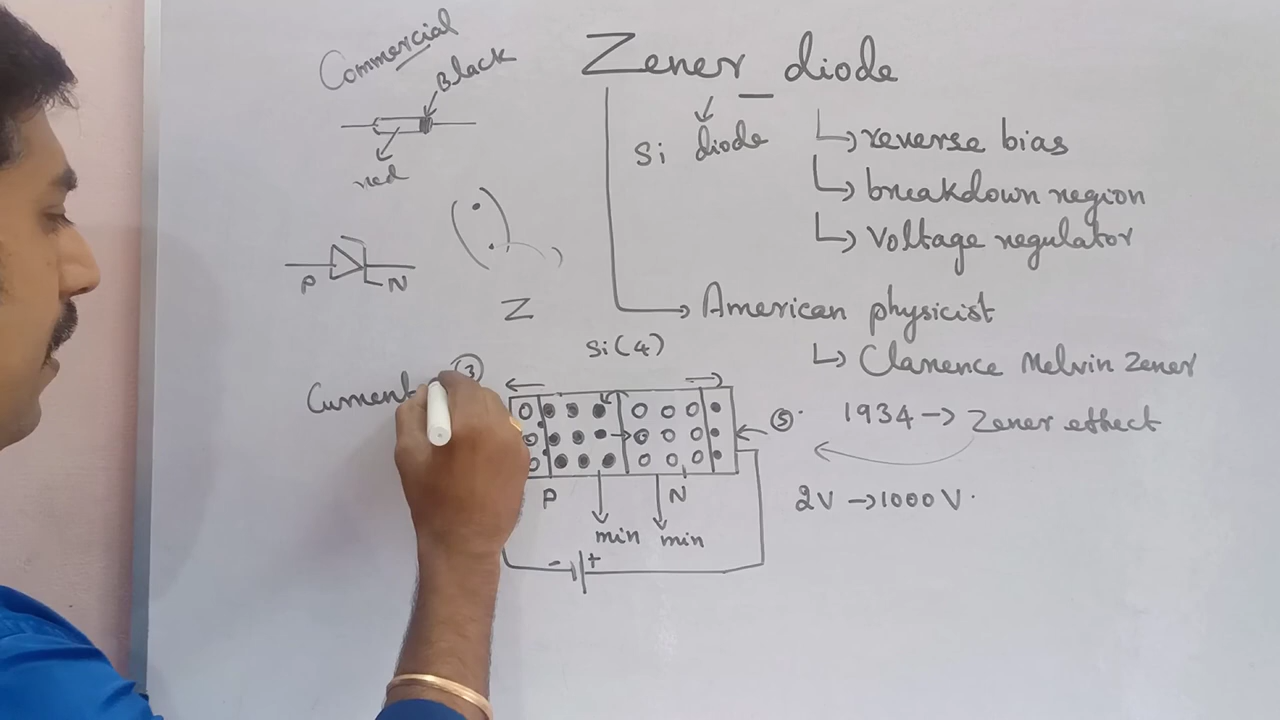 Commercial
Black
red
P N
Z
Zener diode
Si diode
reverse bias
breakdown region
Voltage regulator
American physicist
Clarence Melvin Zener
1934 → Zener effect
2V → 1000V.
Si(4)
Current
3
5
P N
min min
- +